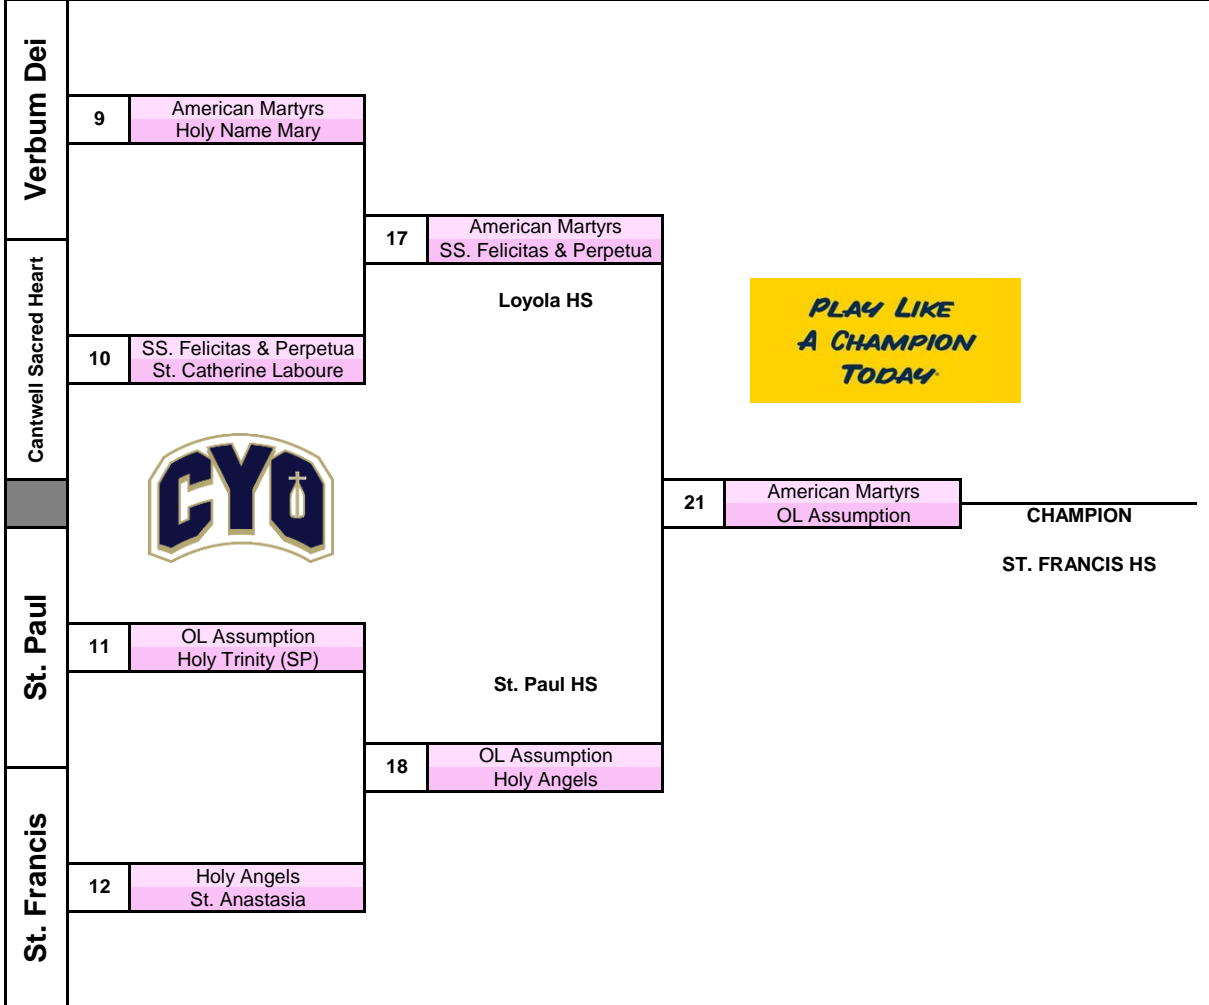 Verbum Dei
9
American Martyrs
Holy Name Mary
17
American Martyrs
SS. Felicitas & Perpetua
Loyola HS
Cantwell Sacred Heart
10
SS. Felicitas & Perpetua
St. Catherine Laboure
PLAY LIKE
A CHAMPION
TODAY
CYO
21
American Martyrs
OL Assumption
CHAMPION
ST. FRANCIS HS
St. Paul
11
OL Assumption
Holy Trinity (SP)
St. Paul HS
18
OL Assumption
Holy Angels
St. Francis
12
Holy Angels
St. Anastasia